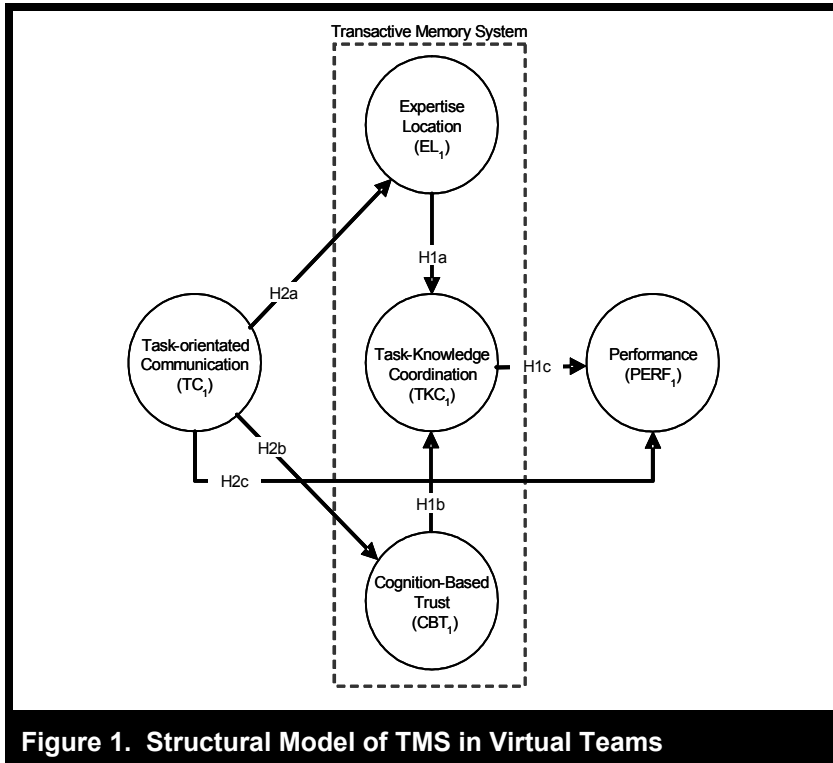 Transactive Memory System
Expertise
Location
(EL₁)
H1a
H2a
Task-orientated
Communication
(TC₁)
Task-Knowledge
Coordination
(TKC₁)
H1c
Performance
(PERF₁)
H2b
H2c
H1b
Cognition-Based
Trust
(CBT₁)
Figure 1. Structural Model of TMS in Virtual Teams